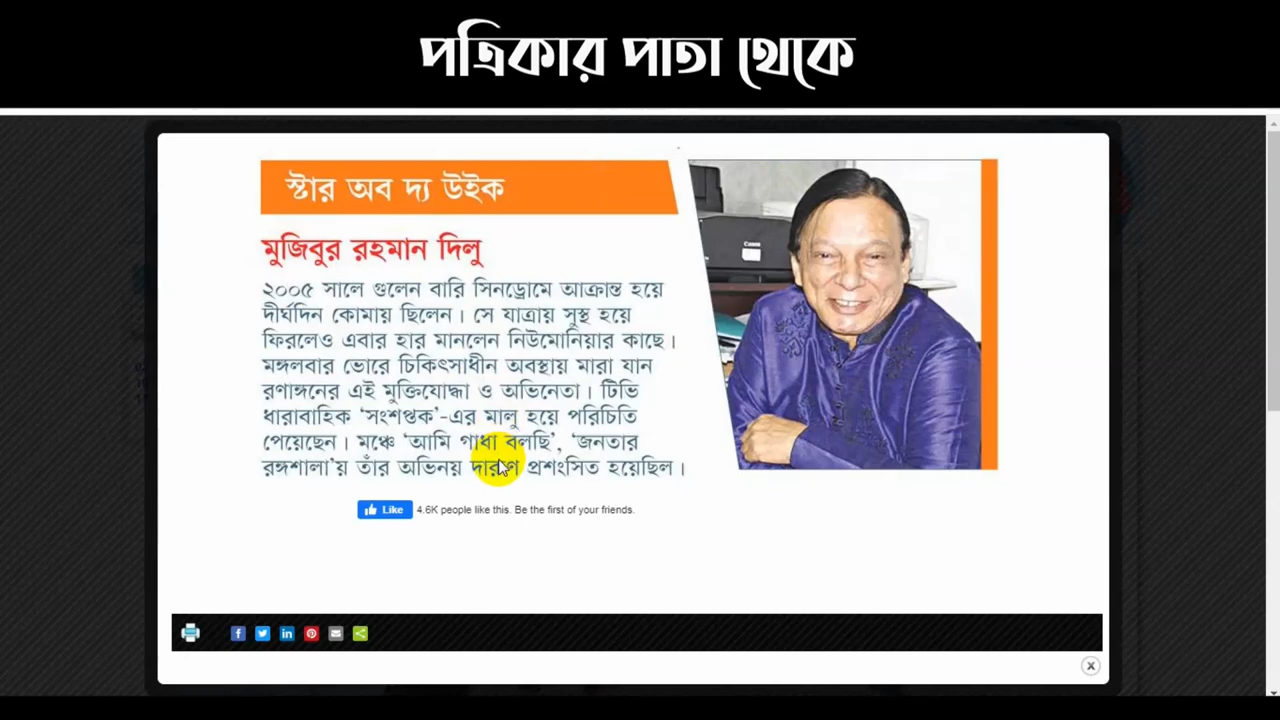 পত্রিকার পাতা থেকে
স্টার অব দ্য উইক
মুজিবুর রহমান দিলু
২০০৫ সালে গুলেন বারি সিনড্রোমে আক্রান্ত হয়ে
দীর্ঘদিন কোমায় ছিলেন। সে যাত্রায় সুস্থ হয়ে
ফিরলেও এবার হার মানলেন নিউমোনিয়ার কাছে।
মঙ্গলবার ভোরে চিকিৎসাধীন অবস্থায় মারা যান
রণাঙ্গনের এই মুক্তিযোদ্ধা ও অভিনেতা। টিভি
ধারাবাহিক ‘সংশপ্তক’-এর মালু হয়ে পরিচিতি
পেয়েছেন। মঞ্চে ‘আমি গাধা বলছি’, ‘জনতার
রঙ্গশালা’য় তাঁর অভিনয় দারুণ প্রশংসিত হয়েছিল।
Canon
Like 4.6K people like this. Be the first of your friends.